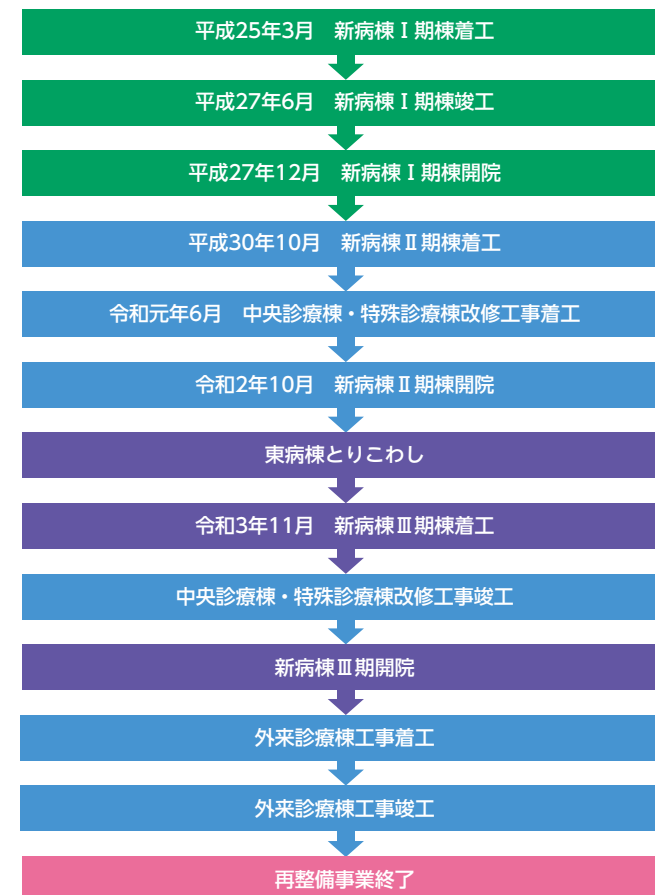 平成25年3月　新病棟Ⅰ期棟着工
平成27年6月　新病棟Ⅰ期棟竣工
平成27年12月　新病棟Ⅰ期棟開院
平成30年10月　新病棟Ⅱ期棟着工
令和元年6月　中央診療棟・特殊診療棟改修工事着工
令和2年10月　新病棟Ⅱ期棟開院
東病棟とりこわし
令和3年11月　新病棟Ⅲ期棟着工
中央診療棟・特殊診療棟改修工事竣工
新病棟Ⅲ期開院
外来診療棟工事着工
外来診療棟工事竣工
再整備事業終了